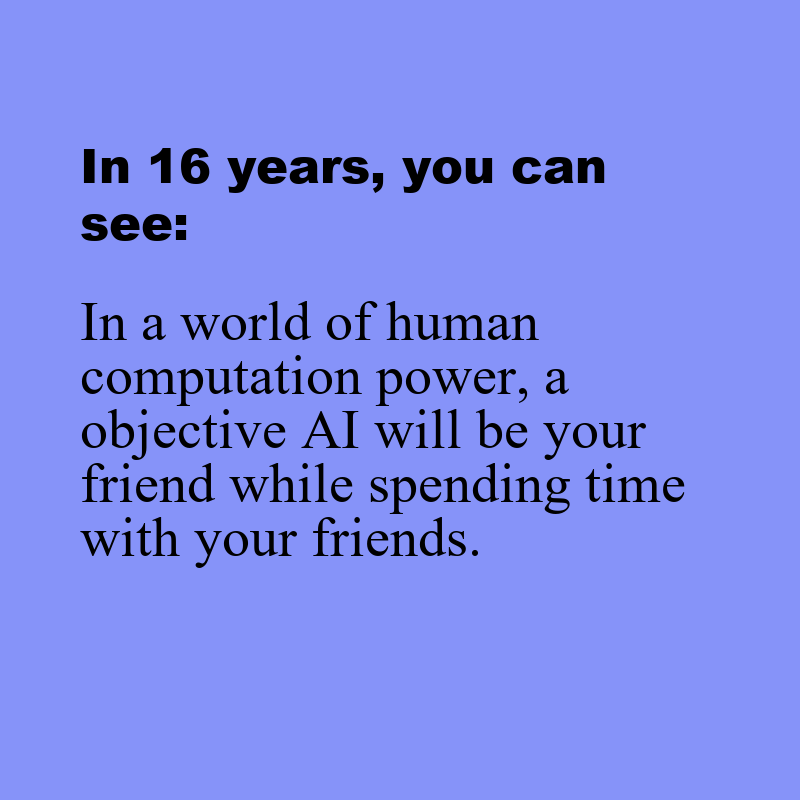 In 16 years, you can
see:
In a world of human
computation power, a
objective AI will be your
friend while spending time
with your friends.